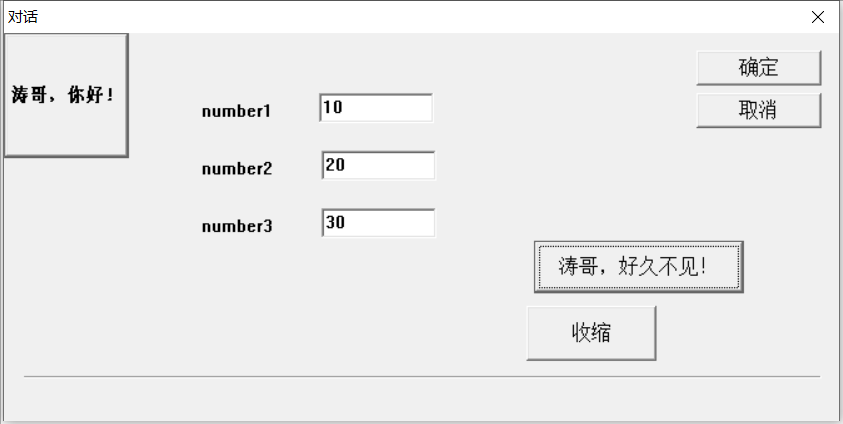 对话
涛哥，你好！
number1 10
number2 20
number3 30
确定
取消
涛哥，好久不见！
收缩